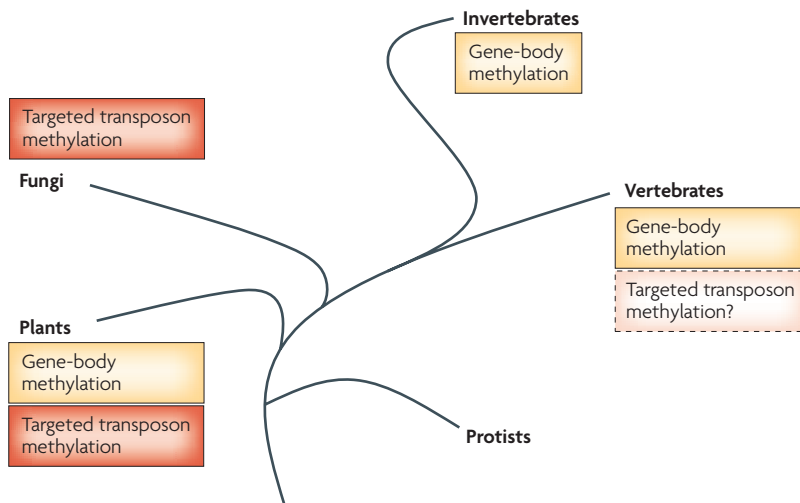 Invertebrates
Gene-body
methylation
Targeted transposon
methylation
Fungi
Vertebrates
Gene-body
methylation
Targeted transposon
methylation?
Plants
Gene-body
methylation
Targeted transposon
methylation
Protists